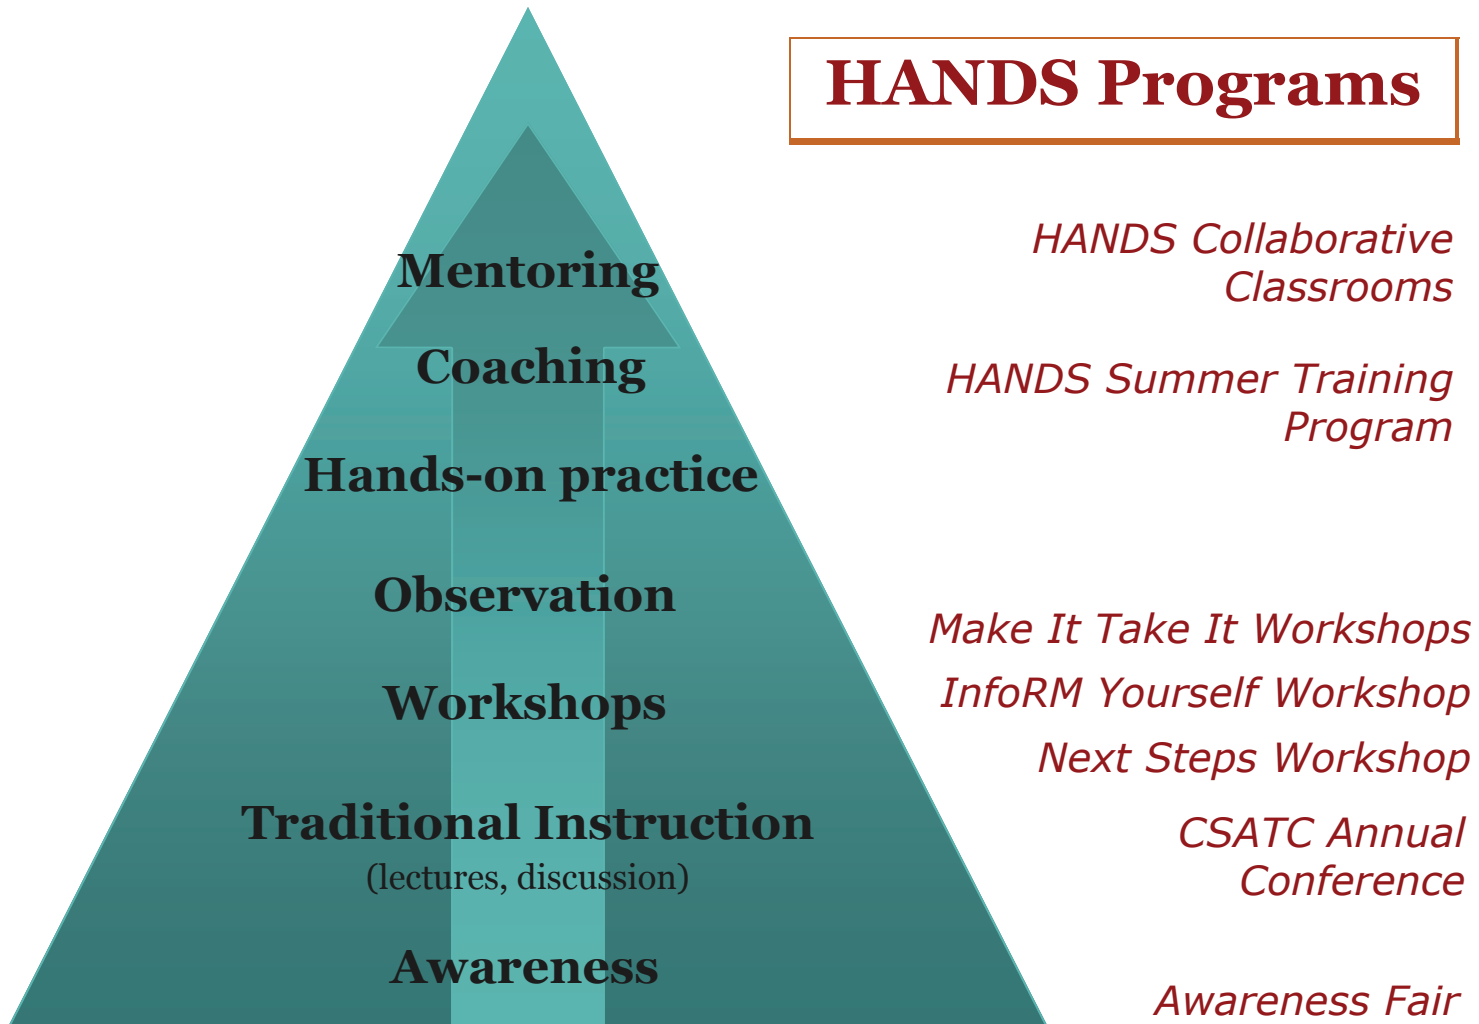 HANDS Programs
Mentoring
Coaching
Hands-on practice
Observation
Workshops
Traditional Instruction
(lectures, discussion)
Awareness
HANDS Collaborative
Classrooms
HANDS Summer Training
Program
Make It Take It Workshops
InfoRM Yourself Workshop
Next Steps Workshop
CSATC Annual
Conference
Awareness Fair